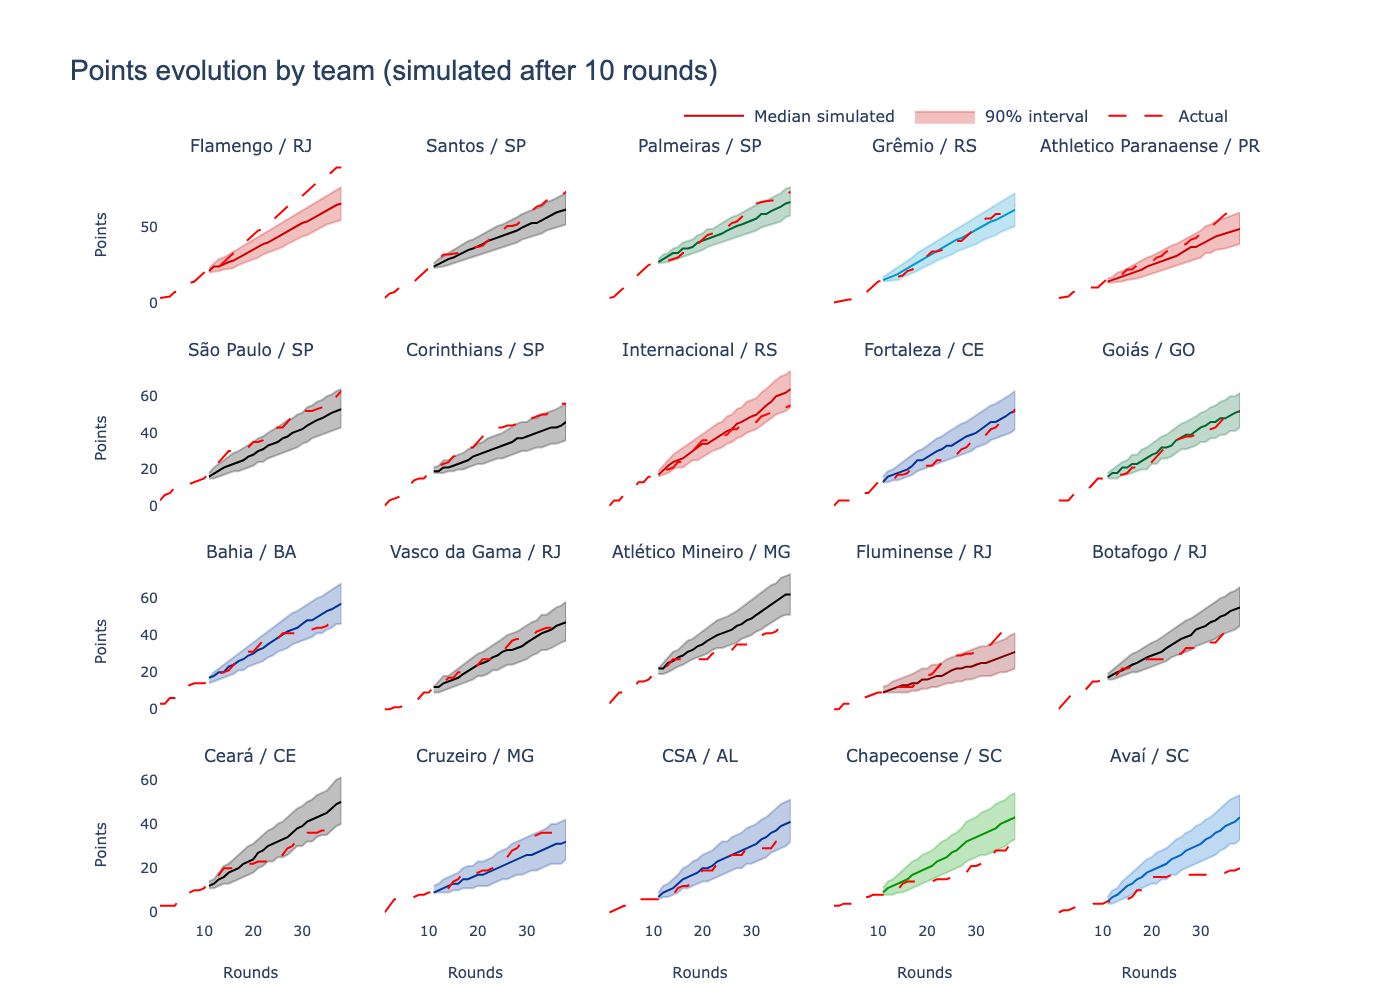 Points evolution by team (simulated after 10 rounds)
Median simulated 90% interval Actual
Flamengo / RJ Santos / SP Palmeiras / SP Grêmio / RS Athletico Paranaense / PR
50
Points
0
São Paulo / SP Corinthians / SP Internacional / RS Fortaleza / CE Goiás / GO
60
40
Points
20
0
Bahia / BA Vasco da Gama / RJ Atlético Mineiro / MG Fluminense / RJ Botafogo / RJ
60
40
Points
20
0
Ceará / CE Cruzeiro / MG CSA / AL Chapecoense / SC Avaí / SC
60
40
Points
20
0
10 20 30 10 20 30 10 20 30 10 20 30 10 20 30
Rounds Rounds Rounds Rounds Rounds